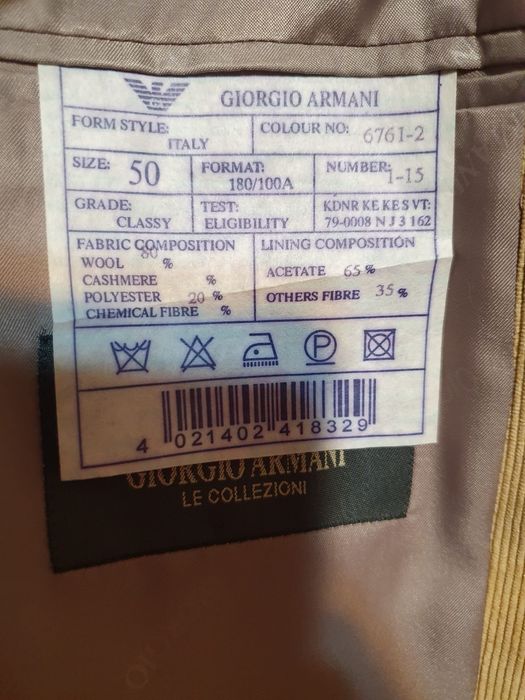 GIORGIO ARMANI
FORM STYLE: ITALY
COLOUR NO: 6761-2
SIZE: 50
FORMAT: 180/100A
NUMBER: 1-15
GRADE: CLASSY
TEST: ELIGIBILITY
KDNR KE KE S VT:
79-0008 N J 3 162
FABRIC COMPOSITION
WOOL 80 %
CASHMERE %
POLYESTER 20 %
CHEMICAL FIBRE %
LINING COMPOSITION
ACETATE 65 %
OTHERS FIBRE 35 %
P
4 021402 418329
GIORGIO ARMANI
LE COLLEZIONI